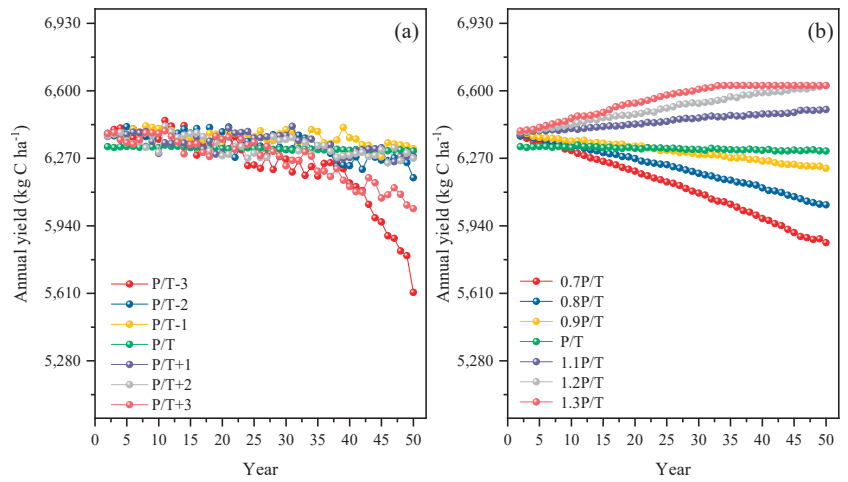 (a)
Annual yield (kg C ha⁻¹)
6,930
6,600
6,270
5,940
5,610
5,280
P/T-3
P/T-2
P/T-1
P/T
P/T+1
P/T+2
P/T+3
0 5 10 15 20 25 30 35 40 45 50
Year
(b)
Annual yield (kg C ha⁻¹)
6,930
6,600
6,270
5,940
5,610
5,280
0.7P/T
0.8P/T
0.9P/T
P/T
1.1P/T
1.2P/T
1.3P/T
0 5 10 15 20 25 30 35 40 45 50
Year